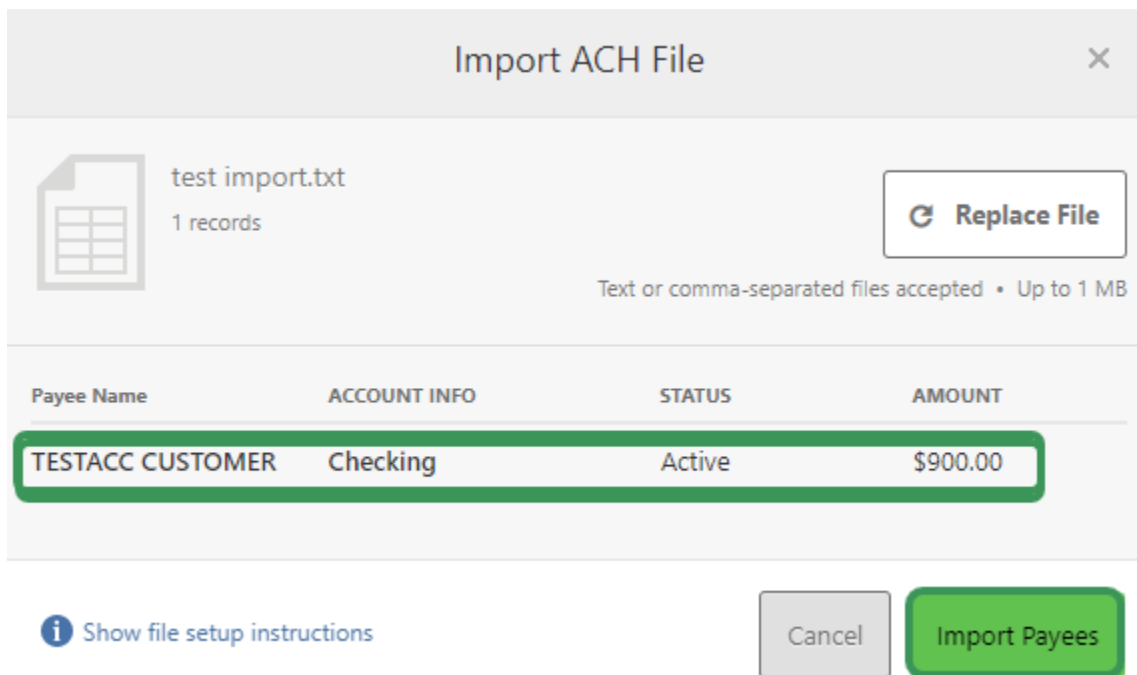 Import ACH File ×
test import.txt
1 records
Replace File
Text or comma-separated files accepted • Up to 1 MB
Payee Name ACCOUNT INFO STATUS AMOUNT
TESTACC CUSTOMER Checking Active $900.00
i Show file setup instructions Cancel Import Payees